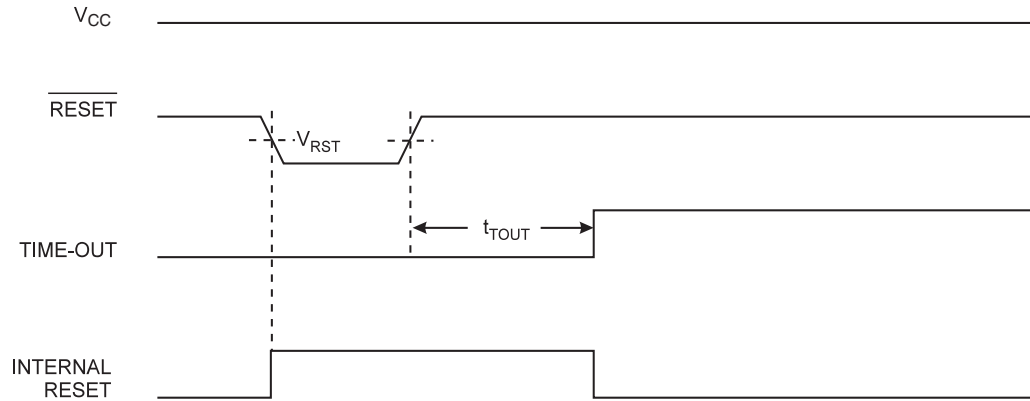 VCC
RESET
VRST
tTOUT
TIME-OUT
INTERNAL
RESET